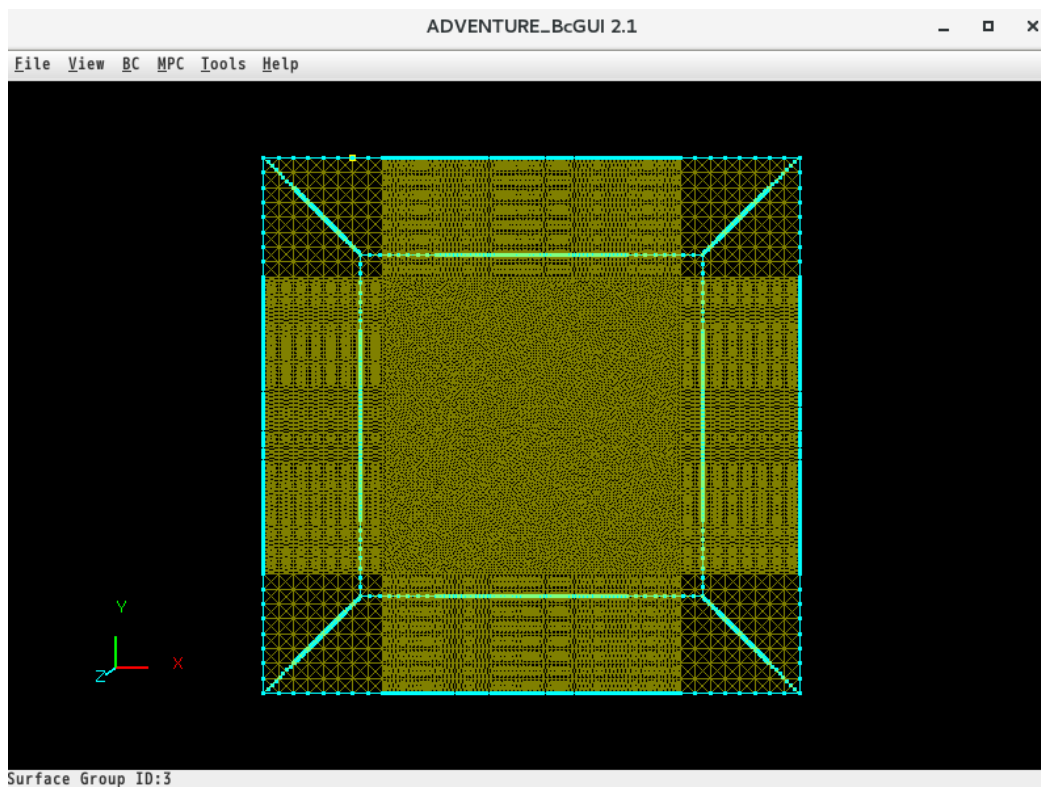 ADVENTURE_BcGUI 2.1
File View BC MPC Tools Help
Y
Z X
Surface Group ID:3